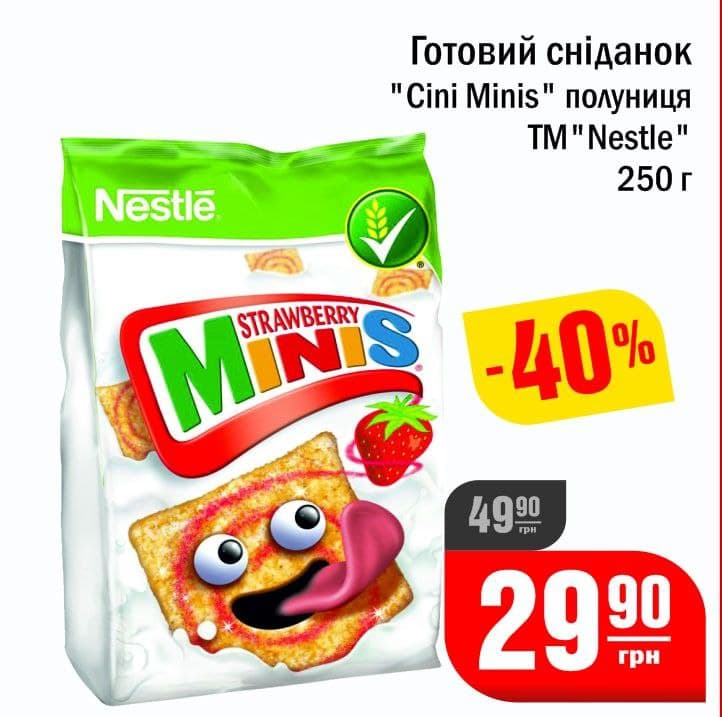 Готовий сніданок
"Cini Minis" полуниця
ТМ"Nestle"
250 г
Nestlé
STRAWBERRY
MINIS
-40%
49 90
грн
29 90
грн